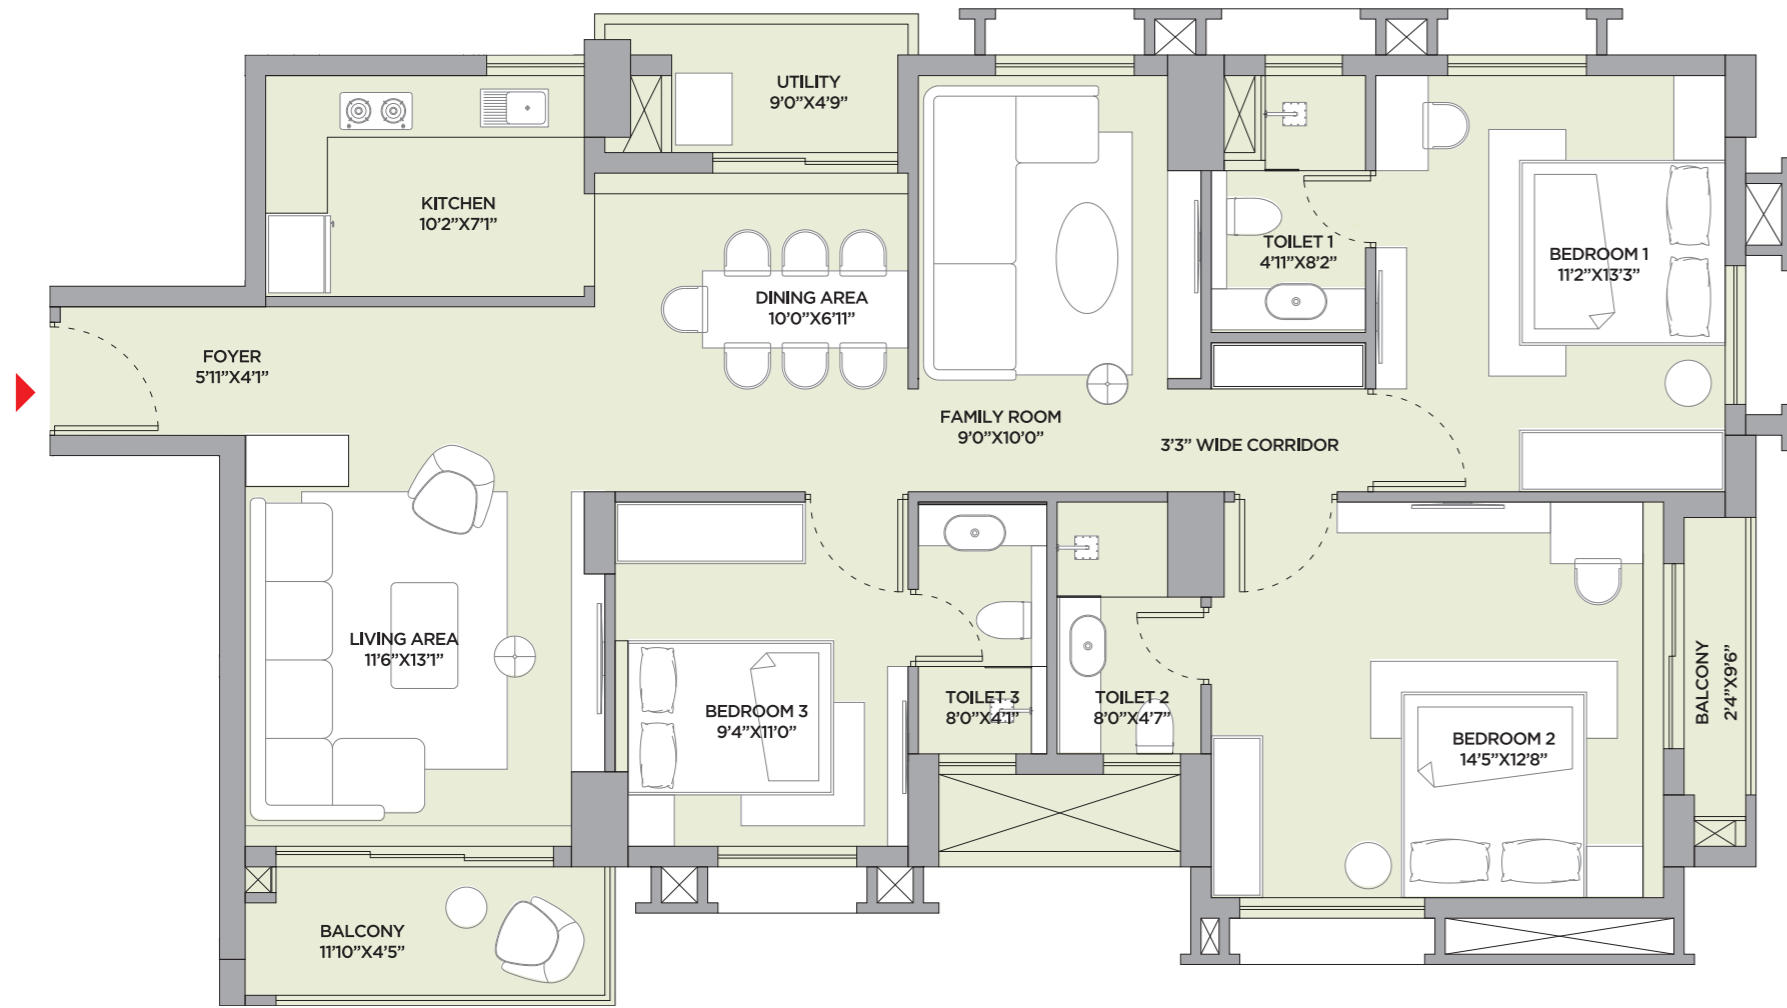 UTILITY
9'0”X4'9”
KITCHEN
10'2”X7'1”
TOILET 1
4'11”X8'2”
BEDROOM 1
11'2”X13'3”
DINING AREA
10'0”X6'11”
FOYER
5'11”X4'1”
FAMILY ROOM
9'0”X10'0”
3'3” WIDE CORRIDOR
LIVING AREA
11'6”X13'1”
BEDROOM 3
9'4”X11'0”
TOILET 3
8'0”X4'1”
TOILET 2
8'0”X4'7”
BEDROOM 2
14'5”X12'8”
BALCONY
2'4”X9'6”
BALCONY
11'10”X4'5”